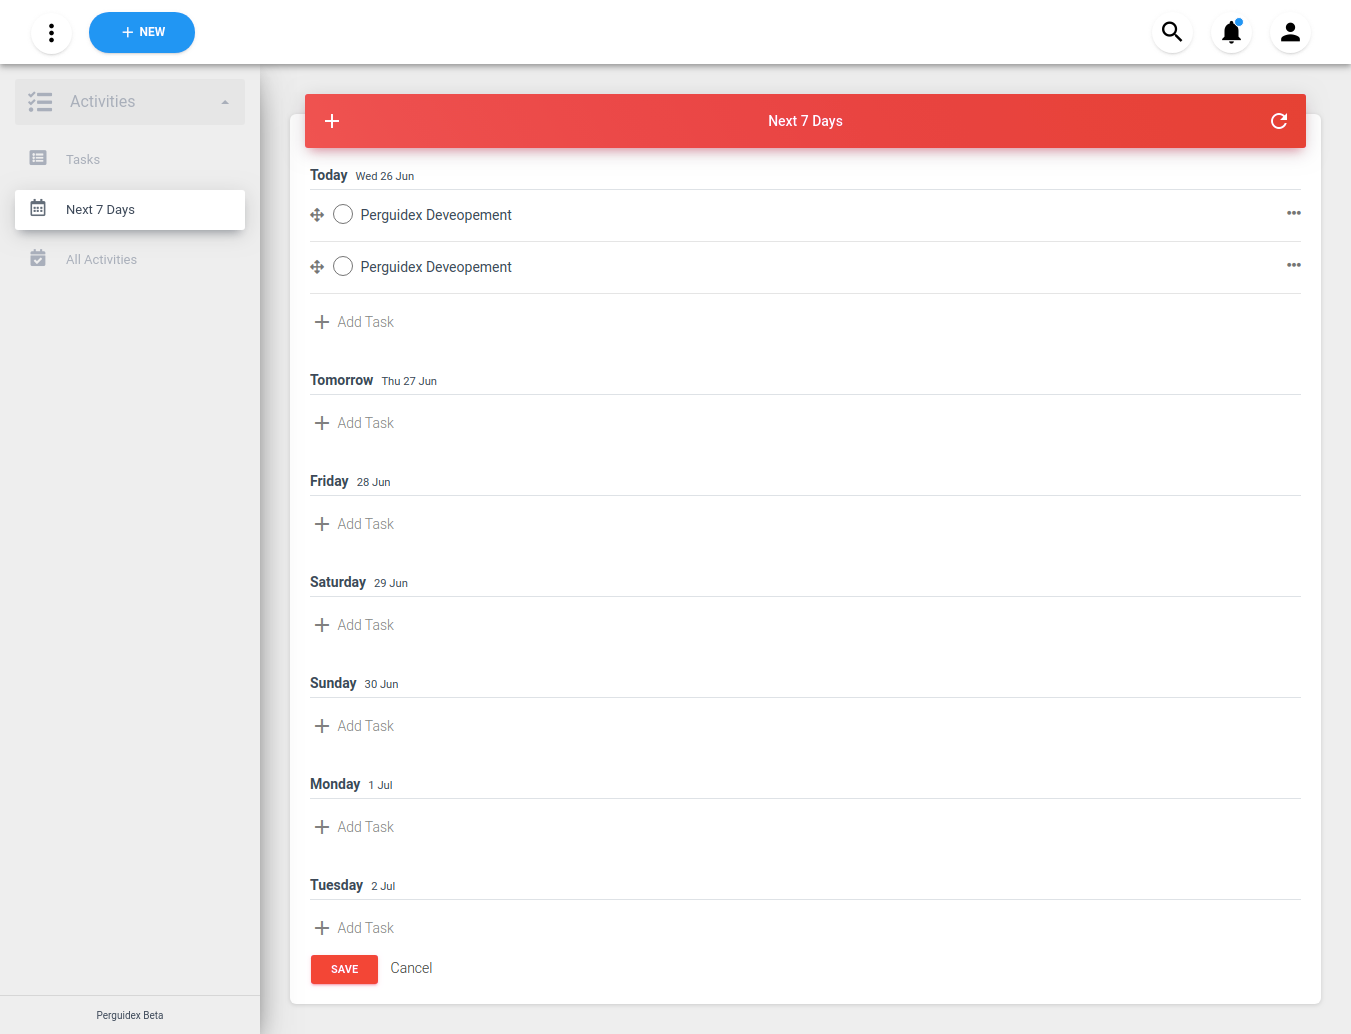 + NEW
Activities
Tasks
Next 7 Days
All Activities
Perguidex Beta
Next 7 Days
Today Wed 26 Jun
Perguidex Deveopement
Perguidex Deveopement
Add Task
Tomorrow Thu 27 Jun
Add Task
Friday 28 Jun
Add Task
Saturday 29 Jun
Add Task
Sunday 30 Jun
Add Task
Monday 1 Jul
Add Task
Tuesday 2 Jul
Add Task
SAVE Cancel